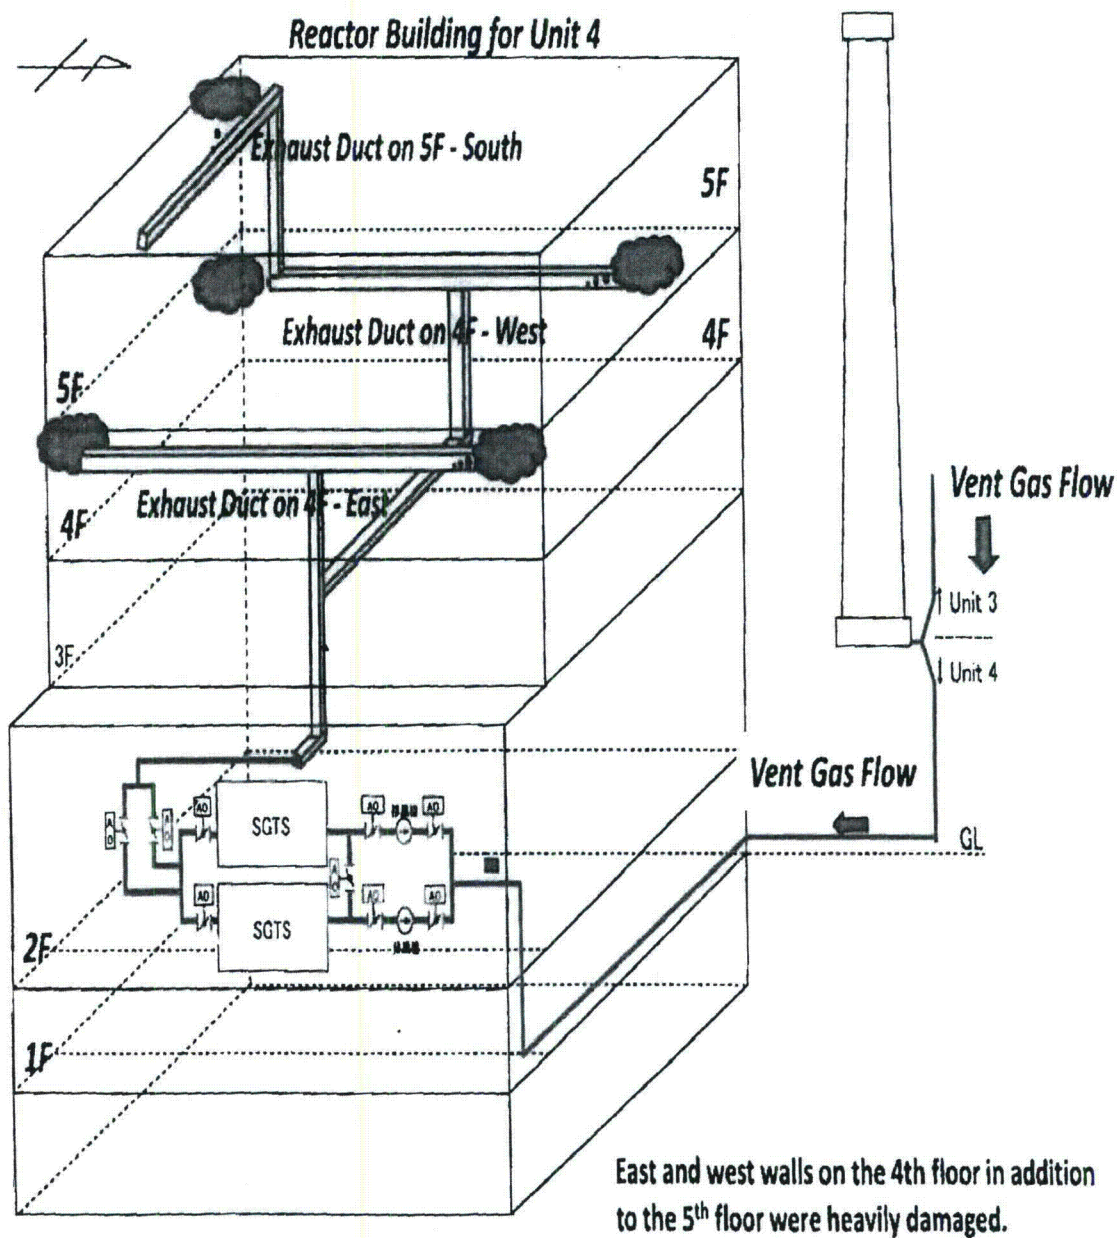 Reactor Building for Unit 4
Exhaust Duct on 5F - South
5F
Exhaust Duct on 4F - West
4F
5F
Exhaust Duct on 4F - East
4F
Vent Gas Flow
Unit 3
3F
Unit 4
Vent Gas Flow
AO
AO
AO
AO
AO
SGTS
GL
AO
AO
AO
AO
SGTS
2F
1F
East and west walls on the 4th floor in addition
to the 5th floor were heavily damaged.